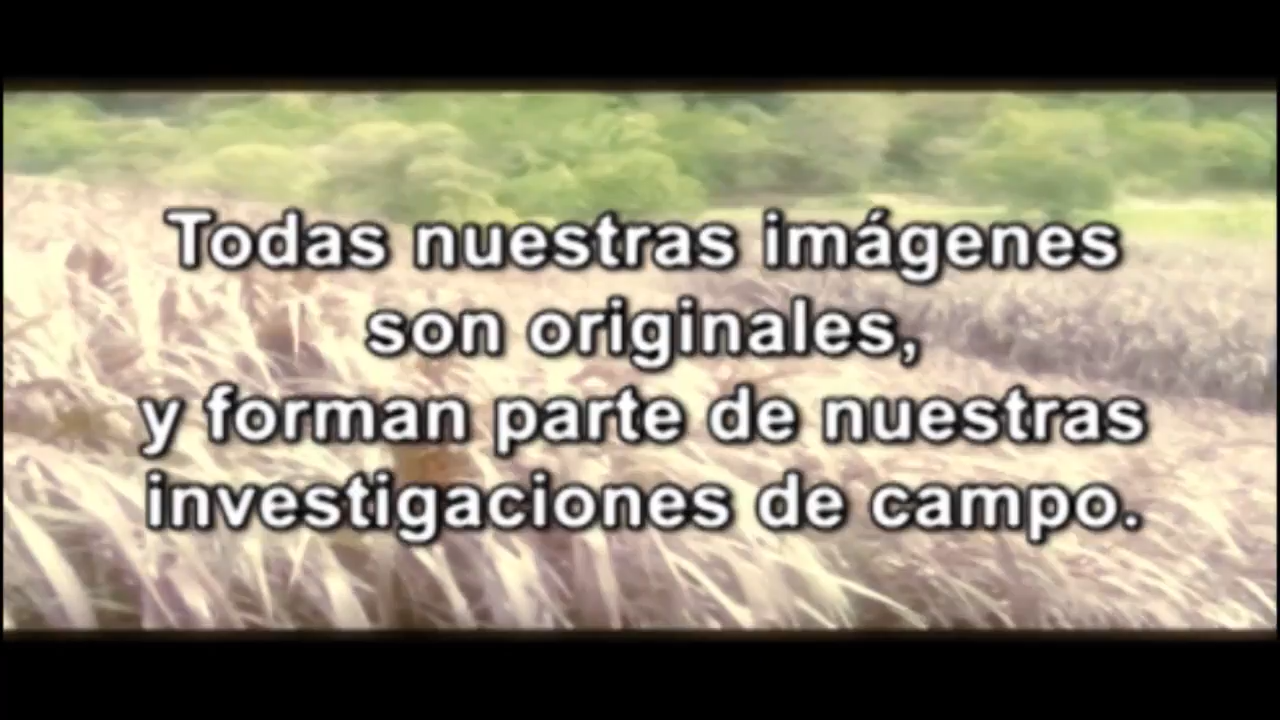 Todas nuestras imágenes
son originales,
y forman parte de nuestras
investigaciones de campo.